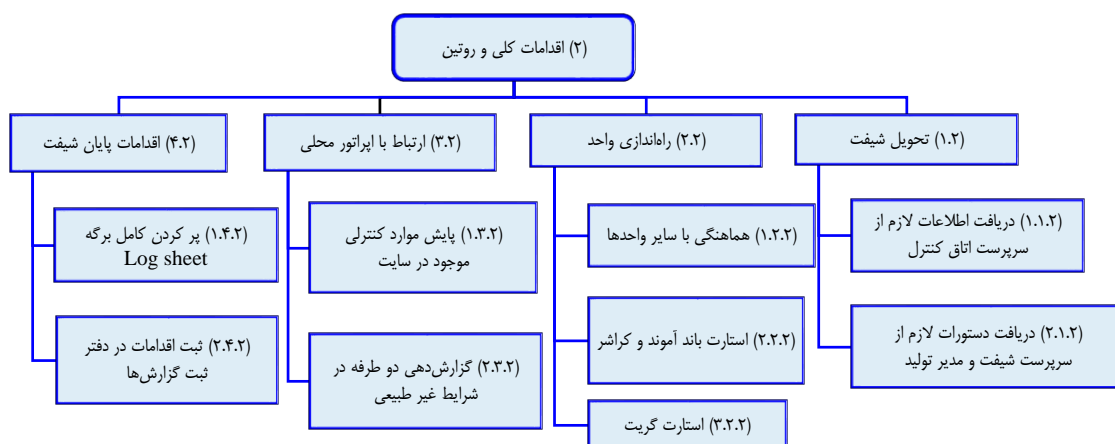 (۲) اقدامات کلی و روتین
(۱.۲) تحویل شیفت
(۲.۲) راه‌اندازی واحد
(۳.۲) ارتباط با اپراتور محلی
(۴.۲) اقدامات پایان شیفت
(۱.۱.۲) دریافت اطلاعات لازم از
سرپرست اتاق کنترل
(۲.۱.۲) دریافت دستورات لازم از
سرپرست شیفت و مدیر تولید
(۱.۲.۲) هماهنگی با سایر واحدها
(۲.۲.۲) استارت باند آموند و کراشر
(۳.۲.۲) استارت گریت
(۱.۳.۲) پایش موارد کنترلی
موجود در سایت
(۲.۳.۲) گزارش‌دهی دو طرفه در
شرایط غیر طبیعی
(۱.۴.۲) پر کردن کامل برگه
Log sheet
(۲.۴.۲) ثبت اقدامات در دفتر
ثبت گزارش‌ها